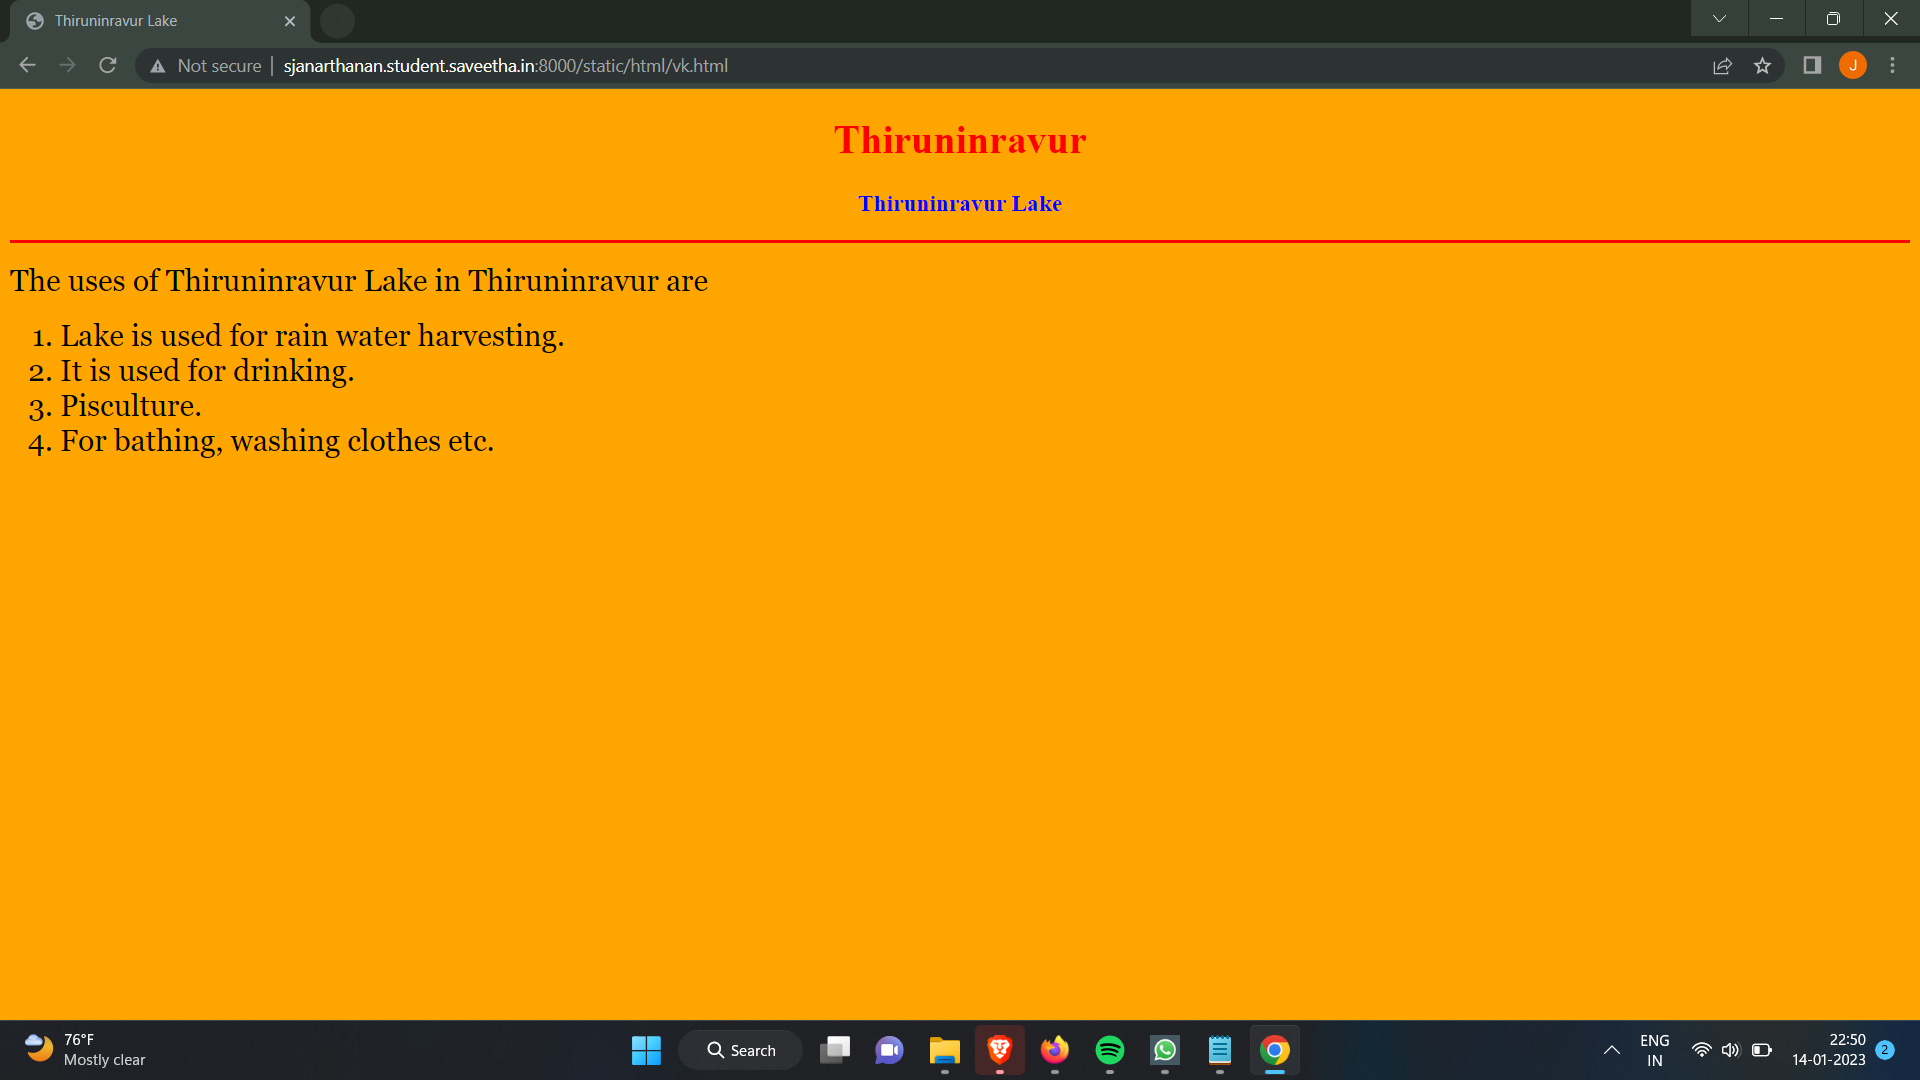 Thiruninravur Lake
Not secure
sjanarthanan.student.saveetha.in:8000/static/html/vk.html
J
Thiruninravur
Thiruninravur Lake
The uses of Thiruninravur Lake in Thiruninravur are
1. Lake is used for rain water harvesting.
2. It is used for drinking.
3. Pisculture.
4. For bathing, washing clothes etc.
76°F
Mostly clear
Search
ENG
IN
22:50
14-01-2023
2